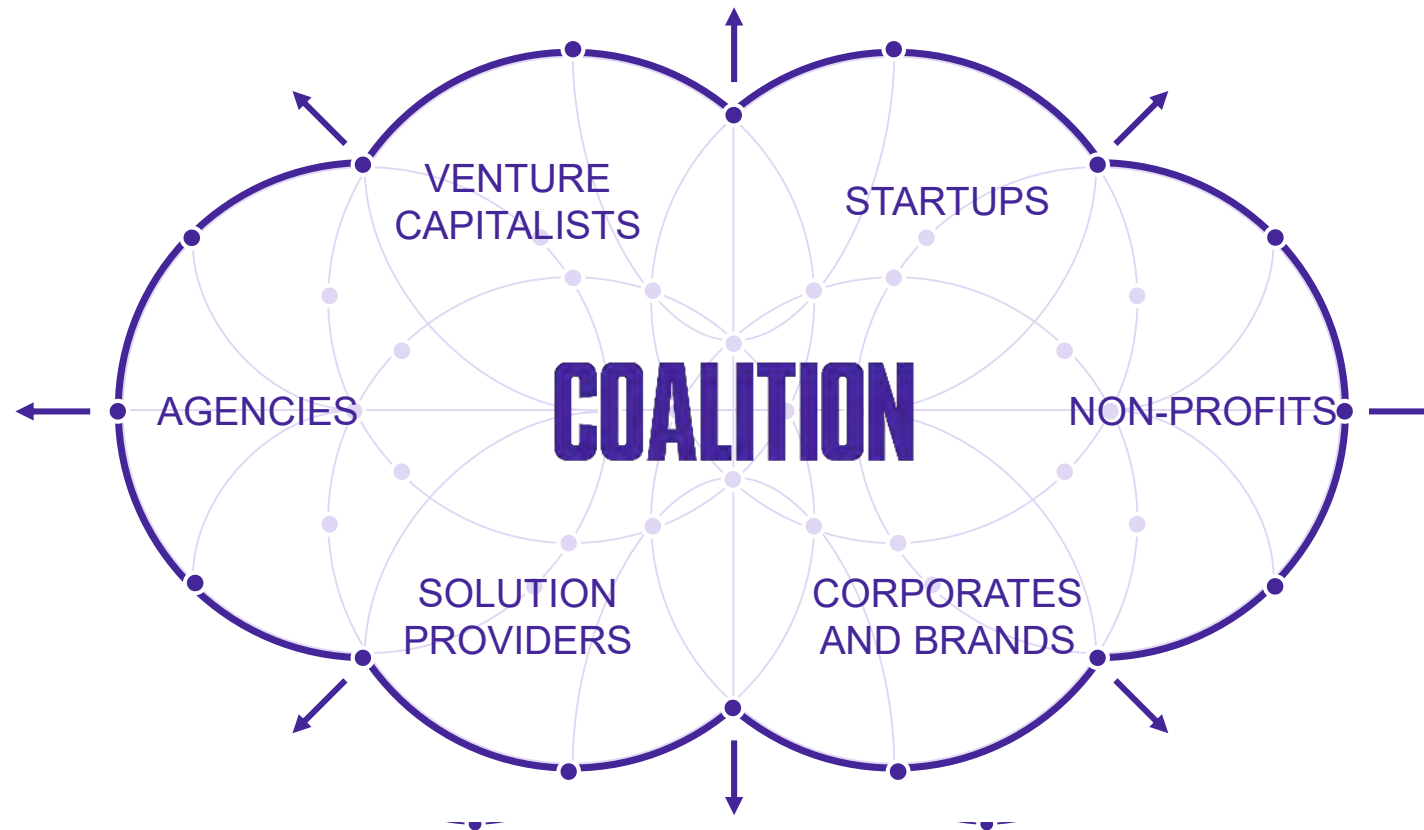 VENTURE
CAPITALISTS
STARTUPS
AGENCIES
COALITION
NON-PROFITS
SOLUTION
PROVIDERS
CORPORATES
AND BRANDS